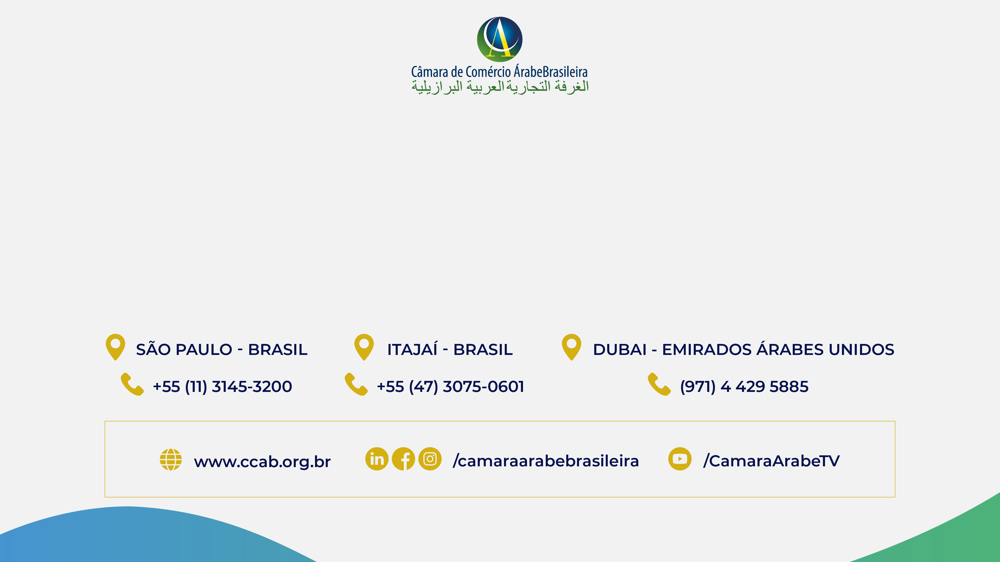 Câmara de Comércio ÁrabeBrasileira
الغرفة التجارية العربية البرازيلية
SÃO PAULO - BRASIL
+55 (11) 3145-3200
ITAJAÍ - BRASIL
+55 (47) 3075-0601
DUBAI - EMIRADOS ÁRABES UNIDOS
(971) 4 429 5885
www.ccab.org.br
/camaraarabebrasileira
/CamaraArabeTV